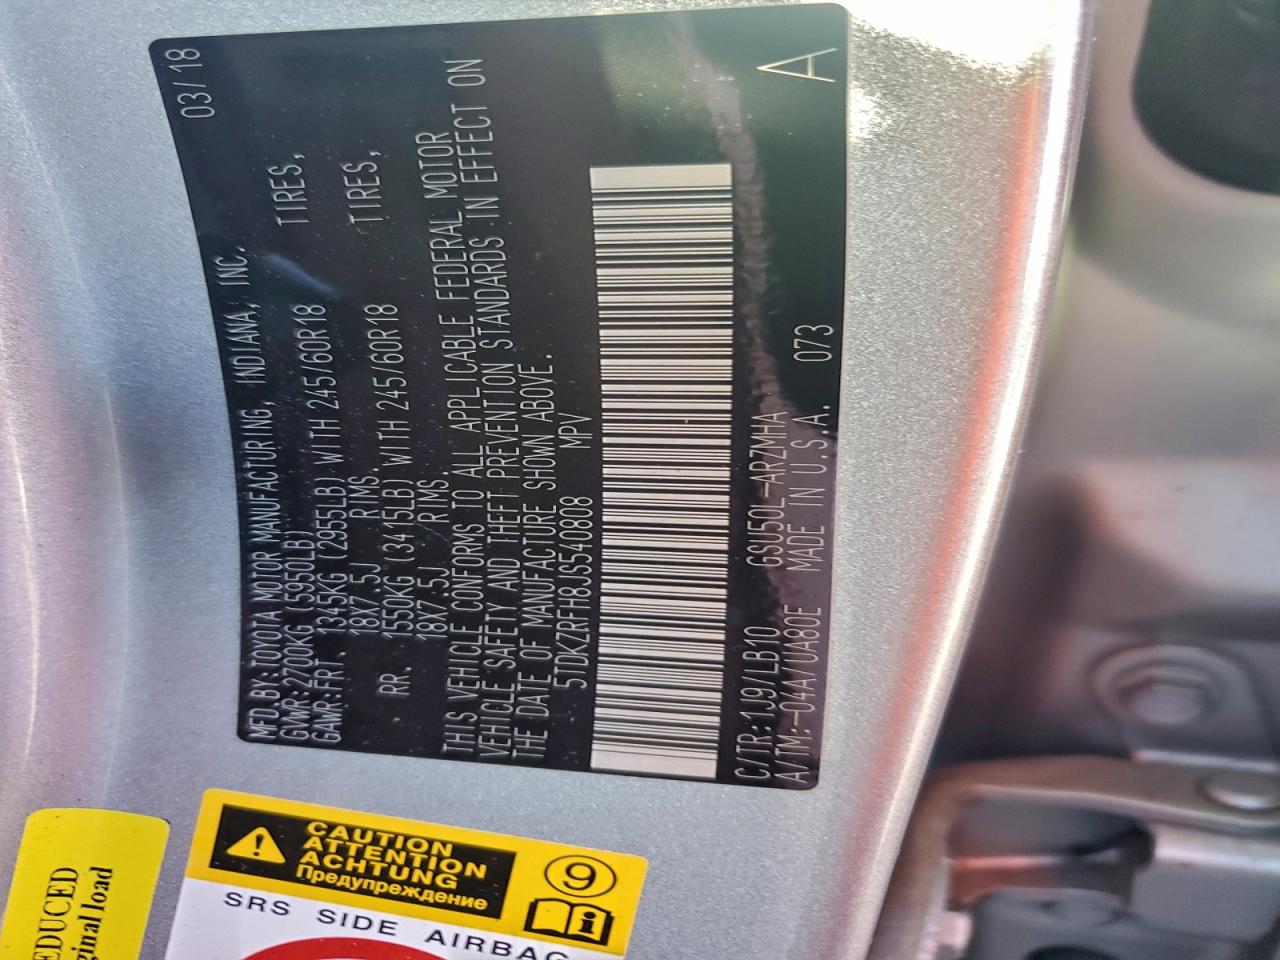 MFD.BY:TOYOTA MOTOR MANUFACTURING, INDIANA, INC. 03/18
GVWR:2700KG (5950LB)
GAWR:FRT. 1345KG (2955LB) WITH 245/60R18 TIRES,
18X7.5J RIMS.
RR. 1550KG (3415LB) WITH 245/60R18 TIRES,
18X7.5J RIMS.
THIS VEHICLE CONFORMS TO ALL APPLICABLE FEDERAL MOTOR
VEHICLE SAFETY AND THEFT PREVENTION STANDARDS IN EFFECT ON
THE DATE OF MANUFACTURE SHOWN ABOVE.
5TDKZRFH8JS540808 MPV
C/TR:1J9/LB10 GSU50L-ARZMHA
A/TM:-04A/UA80E MADE IN U.S.A. 073 A
CAUTION
ATTENTION
ACHTUNG
Предупреждение
9
i
SRS SIDE AIRBAG
EDUCED
ginal load